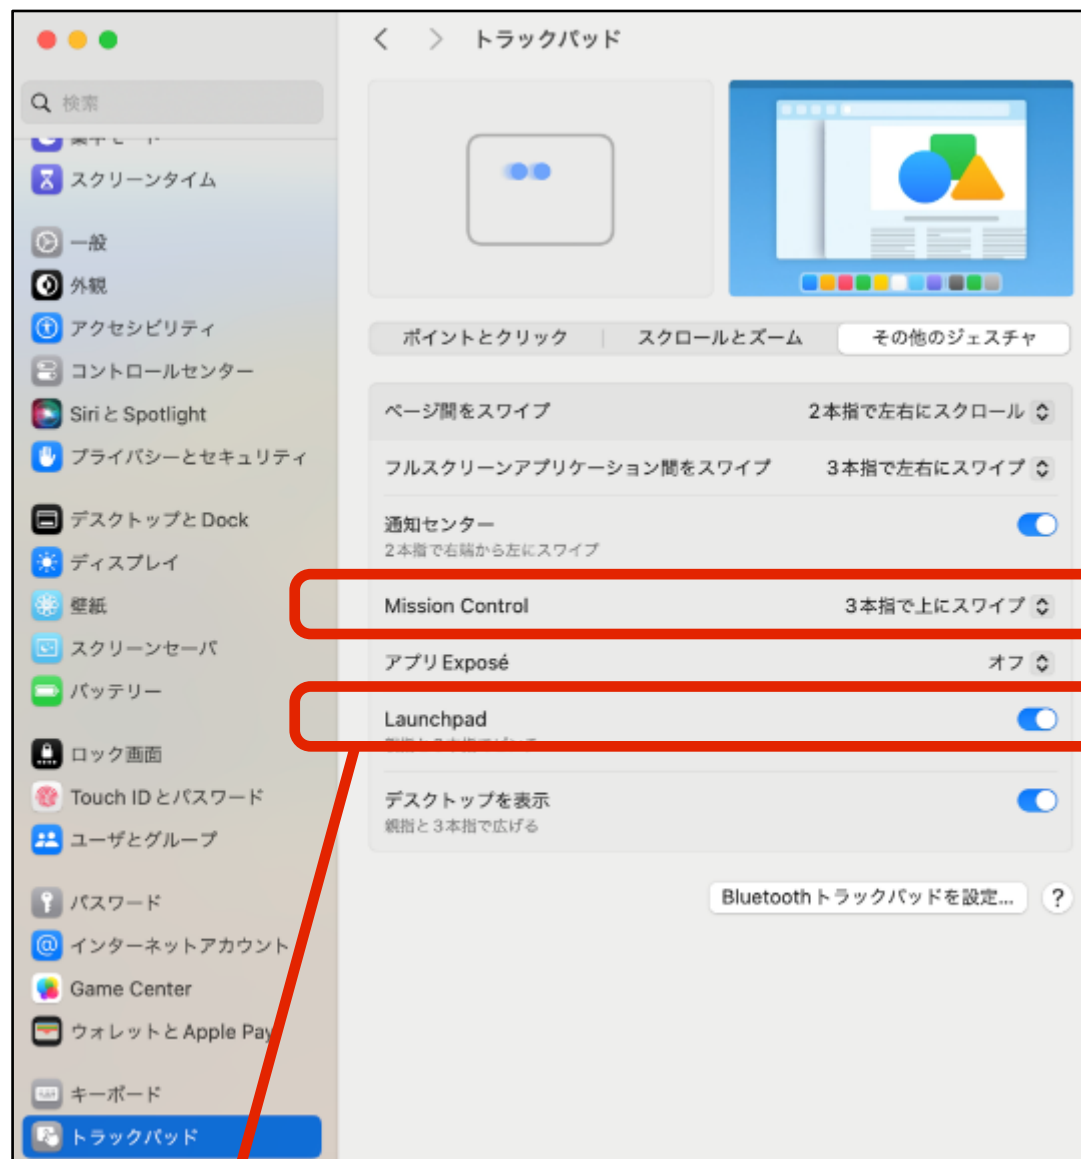 トラックパッド
検索
スクリーンタイム
一般
外観
アクセシビリティ
コントロールセンター
Siri と Spotlight
プライバシーとセキュリティ
デスクトップと Dock
ディスプレイ
壁紙
スクリーンセーバ
バッテリー
ロック画面
Touch ID とパスワード
ユーザとグループ
パスワード
インターネットアカウント
Game Center
ウォレットと Apple Pay
キーボード
トラックパッド
ポイントとクリック
スクロールとズーム
その他のジェスチャ
ページ間をスワイプ 2本指で左右にスクロール
フルスクリーンアプリケーション間をスワイプ 3本指で左右にスワイプ
通知センター
2本指で右端から左にスワイプ
Mission Control 3本指で上にスワイプ
アプリ Exposé オフ
Launchpad
デスクトップを表示
親指と3本指で広げる
Bluetooth トラックパッドを設定... ?